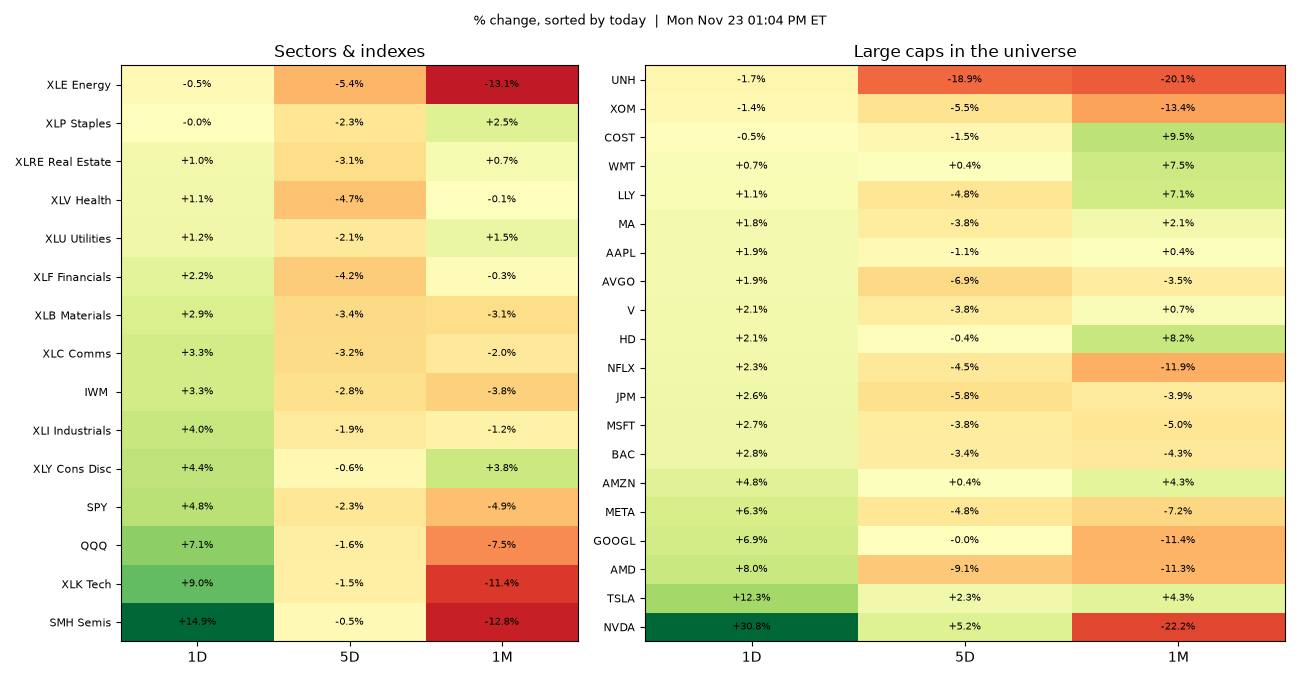 % change, sorted by today | Mon Nov 23 01:04 PM ET
Sectors & indexes
XLE Energy -0.5% -5.4% -13.1%
XLP Staples -0.0% -2.3% +2.5%
XLRE Real Estate +1.0% -3.1% +0.7%
XLV Health +1.1% -4.7% -0.1%
XLU Utilities +1.2% -2.1% +1.5%
XLF Financials +2.2% -4.2% -0.3%
XLB Materials +2.9% -3.4% -3.1%
XLC Comms +3.3% -3.2% -2.0%
IWM +3.3% -2.8% -3.8%
XLI Industrials +4.0% -1.9% -1.2%
XLY Cons Disc +4.4% -0.6% +3.8%
SPY +4.8% -2.3% -4.9%
QQQ +7.1% -1.6% -7.5%
XLK Tech +9.0% -1.5% -11.4%
SMH Semis +14.9% -0.5% -12.8%
1D 5D 1M
Large caps in the universe
UNH -1.7% -18.9% -20.1%
XOM -1.4% -5.5% -13.4%
COST -0.5% -1.5% +9.5%
WMT +0.7% +0.4% +7.5%
LLY +1.1% -4.8% +7.1%
MA +1.8% -3.8% +2.1%
AAPL +1.9% -1.1% +0.4%
AVGO +1.9% -6.9% -3.5%
V +2.1% -3.8% +0.7%
HD +2.1% -0.4% +8.2%
NFLX +2.3% -4.5% -11.9%
JPM +2.6% -5.8% -3.9%
MSFT +2.7% -3.8% -5.0%
BAC +2.8% -3.4% -4.3%
AMZN +4.8% +0.4% +4.3%
META +6.3% -4.8% -7.2%
GOOGL +6.9% -0.0% -11.4%
AMD +8.0% -9.1% -11.3%
TSLA +12.3% +2.3% +4.3%
NVDA +30.8% +5.2% -22.2%
1D 5D 1M